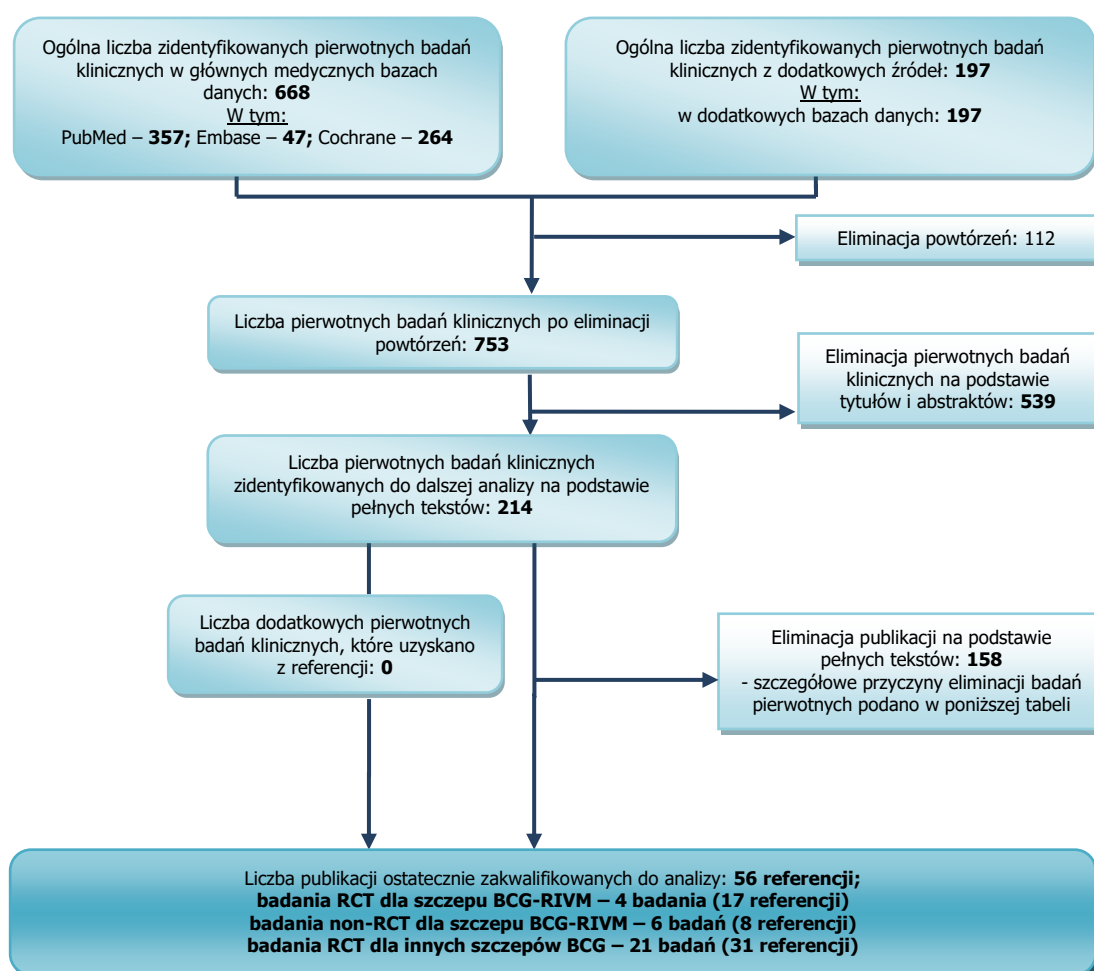 Ogólna liczba zidentyfikowanych pierwotnych badań
klinicznych w głównych medycznych bazach
danych: 668
W tym:
PubMed – 357; Embase – 47; Cochrane – 264
Ogólna liczba zidentyfikowanych pierwotnych badań
klinicznych z dodatkowych źródeł: 197
W tym:
w dodatkowych bazach danych: 197
Eliminacja powtórzeń: 112
Liczba pierwotnych badań klinicznych po eliminacji
powtórzeń: 753
Eliminacja pierwotnych badań
klinicznych na podstawie
tytułów i abstraktów: 539
Liczba pierwotnych badań klinicznych
zidentyfikowanych do dalszej analizy na podstawie
pełnych tekstów: 214
Liczba dodatkowych pierwotnych
badań klinicznych, które uzyskano
z referencji: 0
Eliminacja publikacji na podstawie
pełnych tekstów: 158
- szczegółowe przyczyny eliminacji badań
pierwotnych podano w poniższej tabeli
Liczba publikacji ostatecznie zakwalifikowanych do analizy: 56 referencji;
badania RCT dla szczepu BCG-RIVM – 4 badania (17 referencji)
badania non-RCT dla szczepu BCG-RIVM – 6 badań (8 referencji)
badania RCT dla innych szczepów BCG – 21 badań (31 referencji)